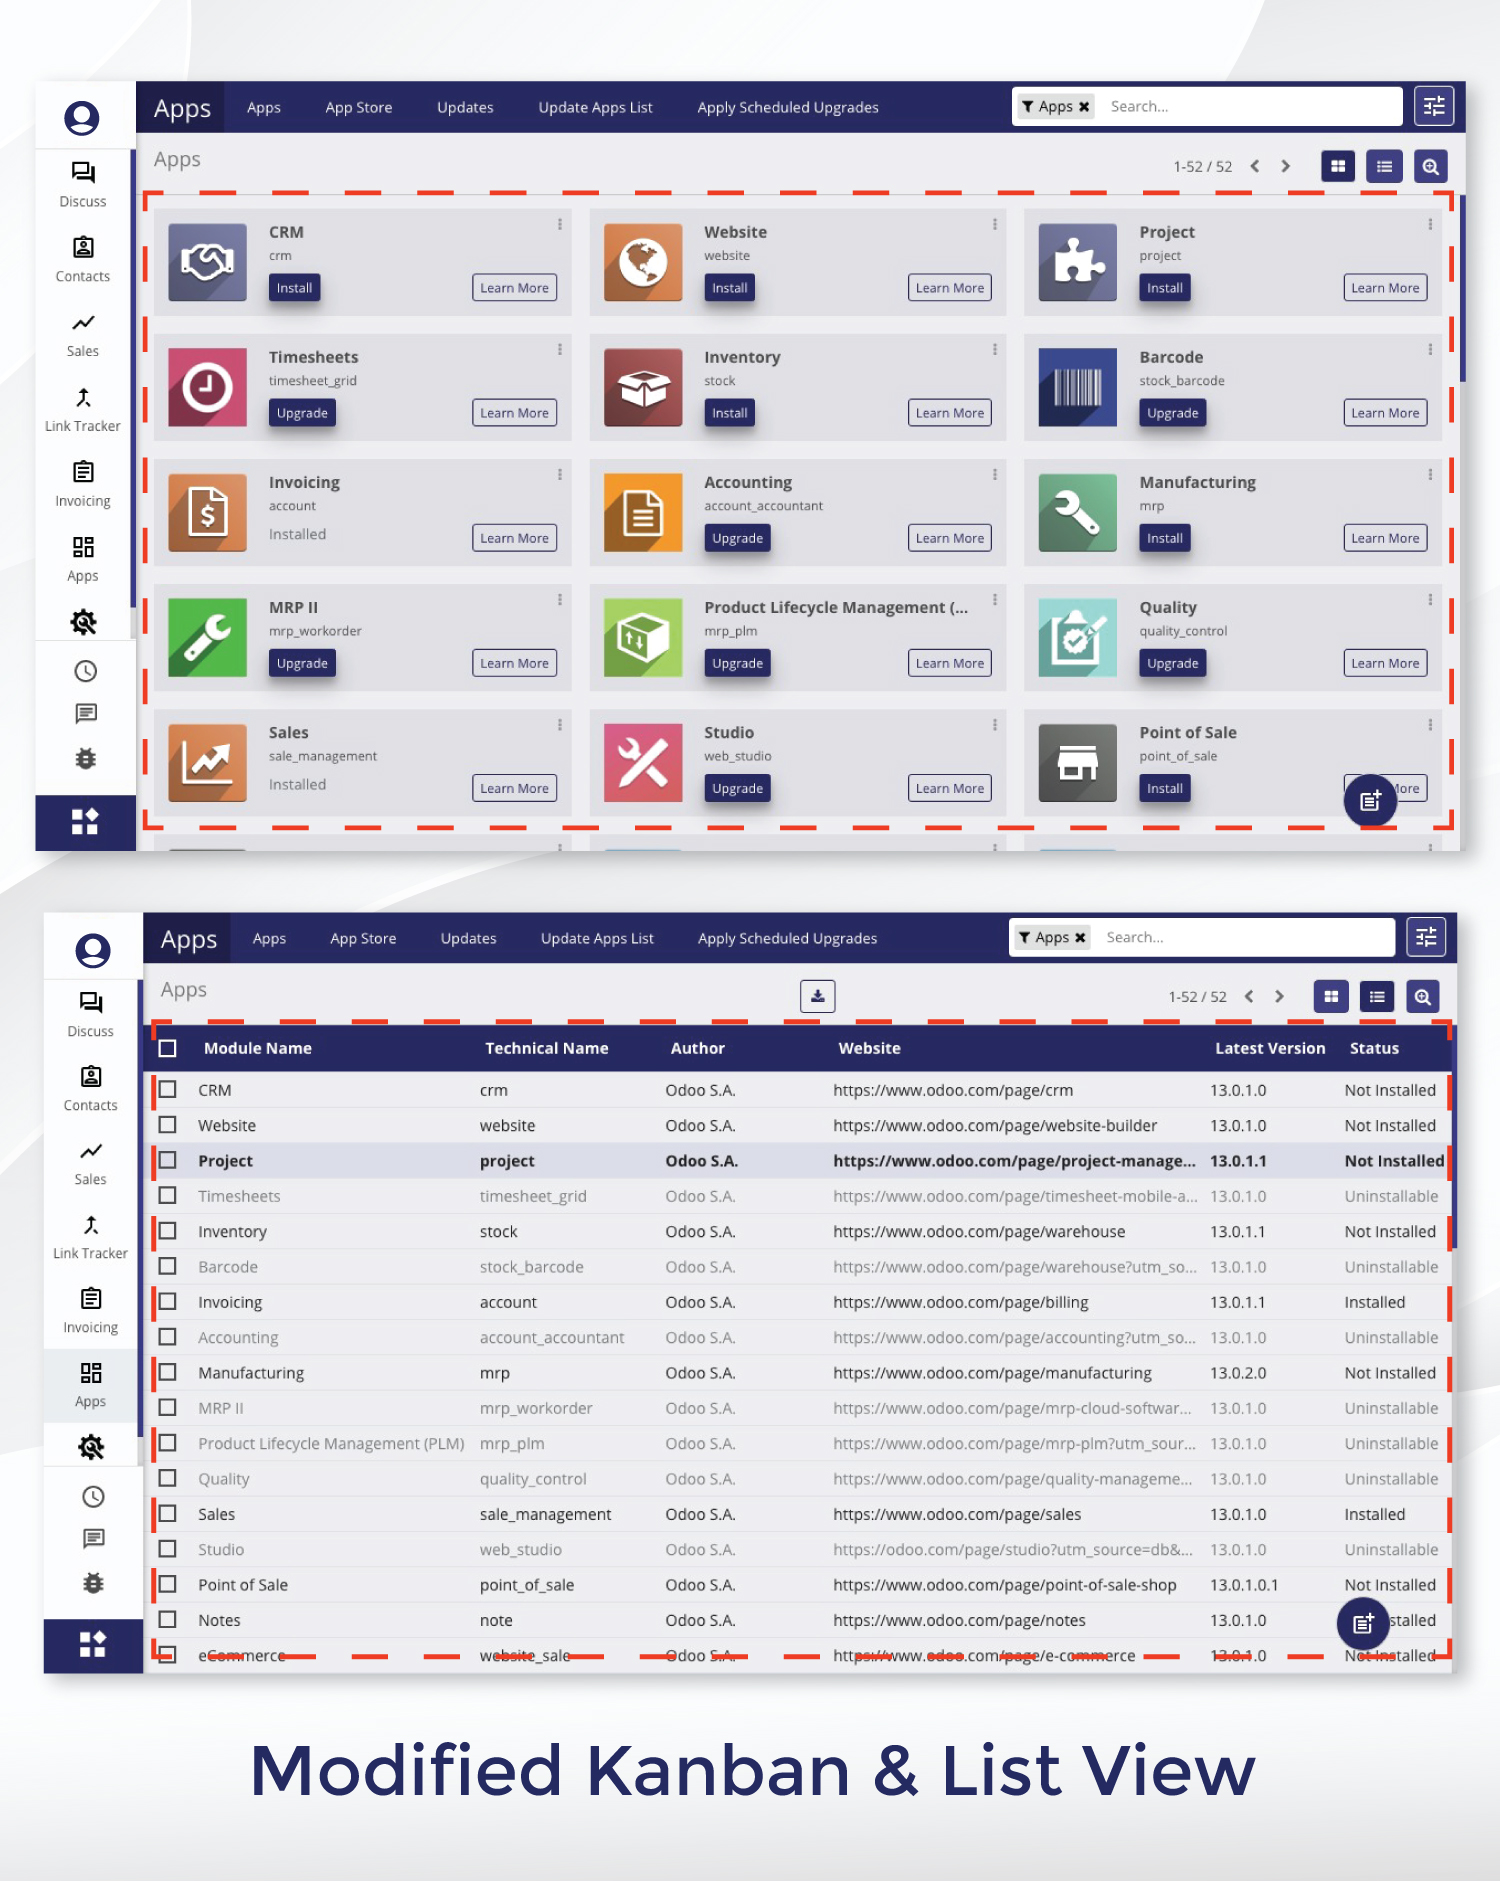 Apps Apps App Store Updates Update Apps List Apply Scheduled Upgrades Apps Search...
Apps 1-52 / 52
Discuss
Contacts
Sales
Link Tracker
Invoicing
Apps
CRM
crm
Install Learn More
Website
website
Install Learn More
Project
project
Install Learn More
Timesheets
timesheet_grid
Upgrade Learn More
Inventory
stock
Install Learn More
Barcode
stock_barcode
Upgrade Learn More
Invoicing
account
Installed Learn More
Accounting
account_accountant
Upgrade Learn More
Manufacturing
mrp
Install Learn More
MRP II
mrp_workorder
Upgrade Learn More
Product Lifecycle Management (...
mrp_plm
Upgrade Learn More
Quality
quality_control
Upgrade Learn More
Sales
sale_management
Installed Learn More
Studio
web_studio
Upgrade Learn More
Point of Sale
point_of_sale
Install More
Apps Apps App Store Updates Update Apps List Apply Scheduled Upgrades Apps Search...
Apps 1-52 / 52
Discuss
Contacts
Sales
Link Tracker
Invoicing
Apps
Module Name Technical Name Author Website Latest Version Status
CRM crm Odoo S.A. https://www.odoo.com/page/crm 13.0.1.0 Not Installed
Website website Odoo S.A. https://www.odoo.com/page/website-builder 13.0.1.0 Not Installed
Project project Odoo S.A. https://www.odoo.com/page/project-manage... 13.0.1.1 Not Installed
Timesheets timesheet_grid Odoo S.A. https://www.odoo.com/page/timesheet-mobile-a... 13.0.1.0 Uninstallable
Inventory stock Odoo S.A. https://www.odoo.com/page/warehouse 13.0.1.1 Not Installed
Barcode stock_barcode Odoo S.A. https://www.odoo.com/page/warehouse?utm_so... 13.0.1.0 Uninstallable
Invoicing account Odoo S.A. https://www.odoo.com/page/billing 13.0.1.1 Installed
Accounting account_accountant Odoo S.A. https://www.odoo.com/page/accounting?utm_so... 13.0.1.0 Uninstallable
Manufacturing mrp Odoo S.A. https://www.odoo.com/page/manufacturing 13.0.2.0 Not Installed
MRP II mrp_workorder Odoo S.A. https://www.odoo.com/page/mrp-cloud-softwar... 13.0.1.0 Uninstallable
Product Lifecycle Management (PLM) mrp_plm Odoo S.A. https://www.odoo.com/page/mrp-plm?utm_sour... 13.0.1.0 Uninstallable
Quality quality_control Odoo S.A. https://www.odoo.com/page/quality-manageme... 13.0.1.0 Uninstallable
Sales sale_management Odoo S.A. https://www.odoo.com/page/sales 13.0.1.0 Installed
Studio web_studio Odoo S.A. https://odoo.com/page/studio?utm_source=db&... 13.0.1.0 Uninstallable
Point of Sale point_of_sale Odoo S.A. https://www.odoo.com/page/point-of-sale-shop 13.0.1.0.1 Not Installed
Notes note Odoo S.A. https://www.odoo.com/page/notes 13.0.1.0 stalled
eCommerce website_sale Odoo S.A. https://www.odoo.com/page/e-commerce 13.0.1.0 Not Installed
Modified Kanban & List View